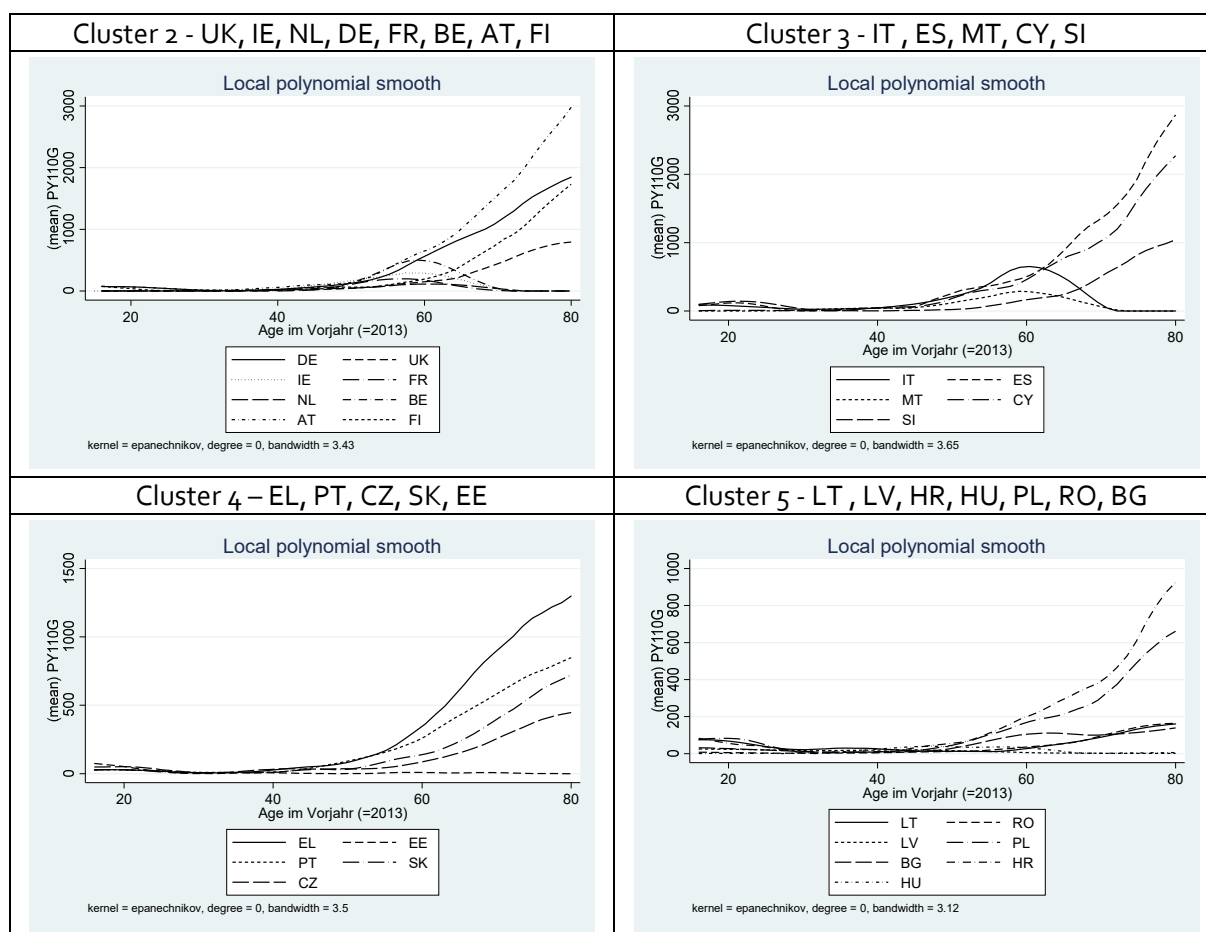 Cluster 2 - UK, IE, NL, DE, FR, BE, AT, FI
Local polynomial smooth
(mean) PY110G
3000
2000
1000
0
20
40
60
80
Age im Vorjahr (=2013)
DE
UK
IE
FR
NL
BE
AT
FI
kernel = epanechnikov, degree = 0, bandwidth = 3.43
Cluster 3 - IT , ES, MT, CY, SI
Local polynomial smooth
(mean) PY110G
3000
2000
1000
0
20
40
60
80
Age im Vorjahr (=2013)
IT
ES
MT
CY
SI
kernel = epanechnikov, degree = 0, bandwidth = 3.65
Cluster 4 – EL, PT, CZ, SK, EE
Local polynomial smooth
(mean) PY110G
1500
1000
500
0
20
40
60
80
Age im Vorjahr (=2013)
EL
EE
PT
SK
CZ
kernel = epanechnikov, degree = 0, bandwidth = 3.5
Cluster 5 - LT , LV, HR, HU, PL, RO, BG
Local polynomial smooth
(mean) PY110G
1000
800
600
400
200
0
20
40
60
80
Age im Vorjahr (=2013)
LT
RO
LV
PL
BG
HR
HU
kernel = epanechnikov, degree = 0, bandwidth = 3.12